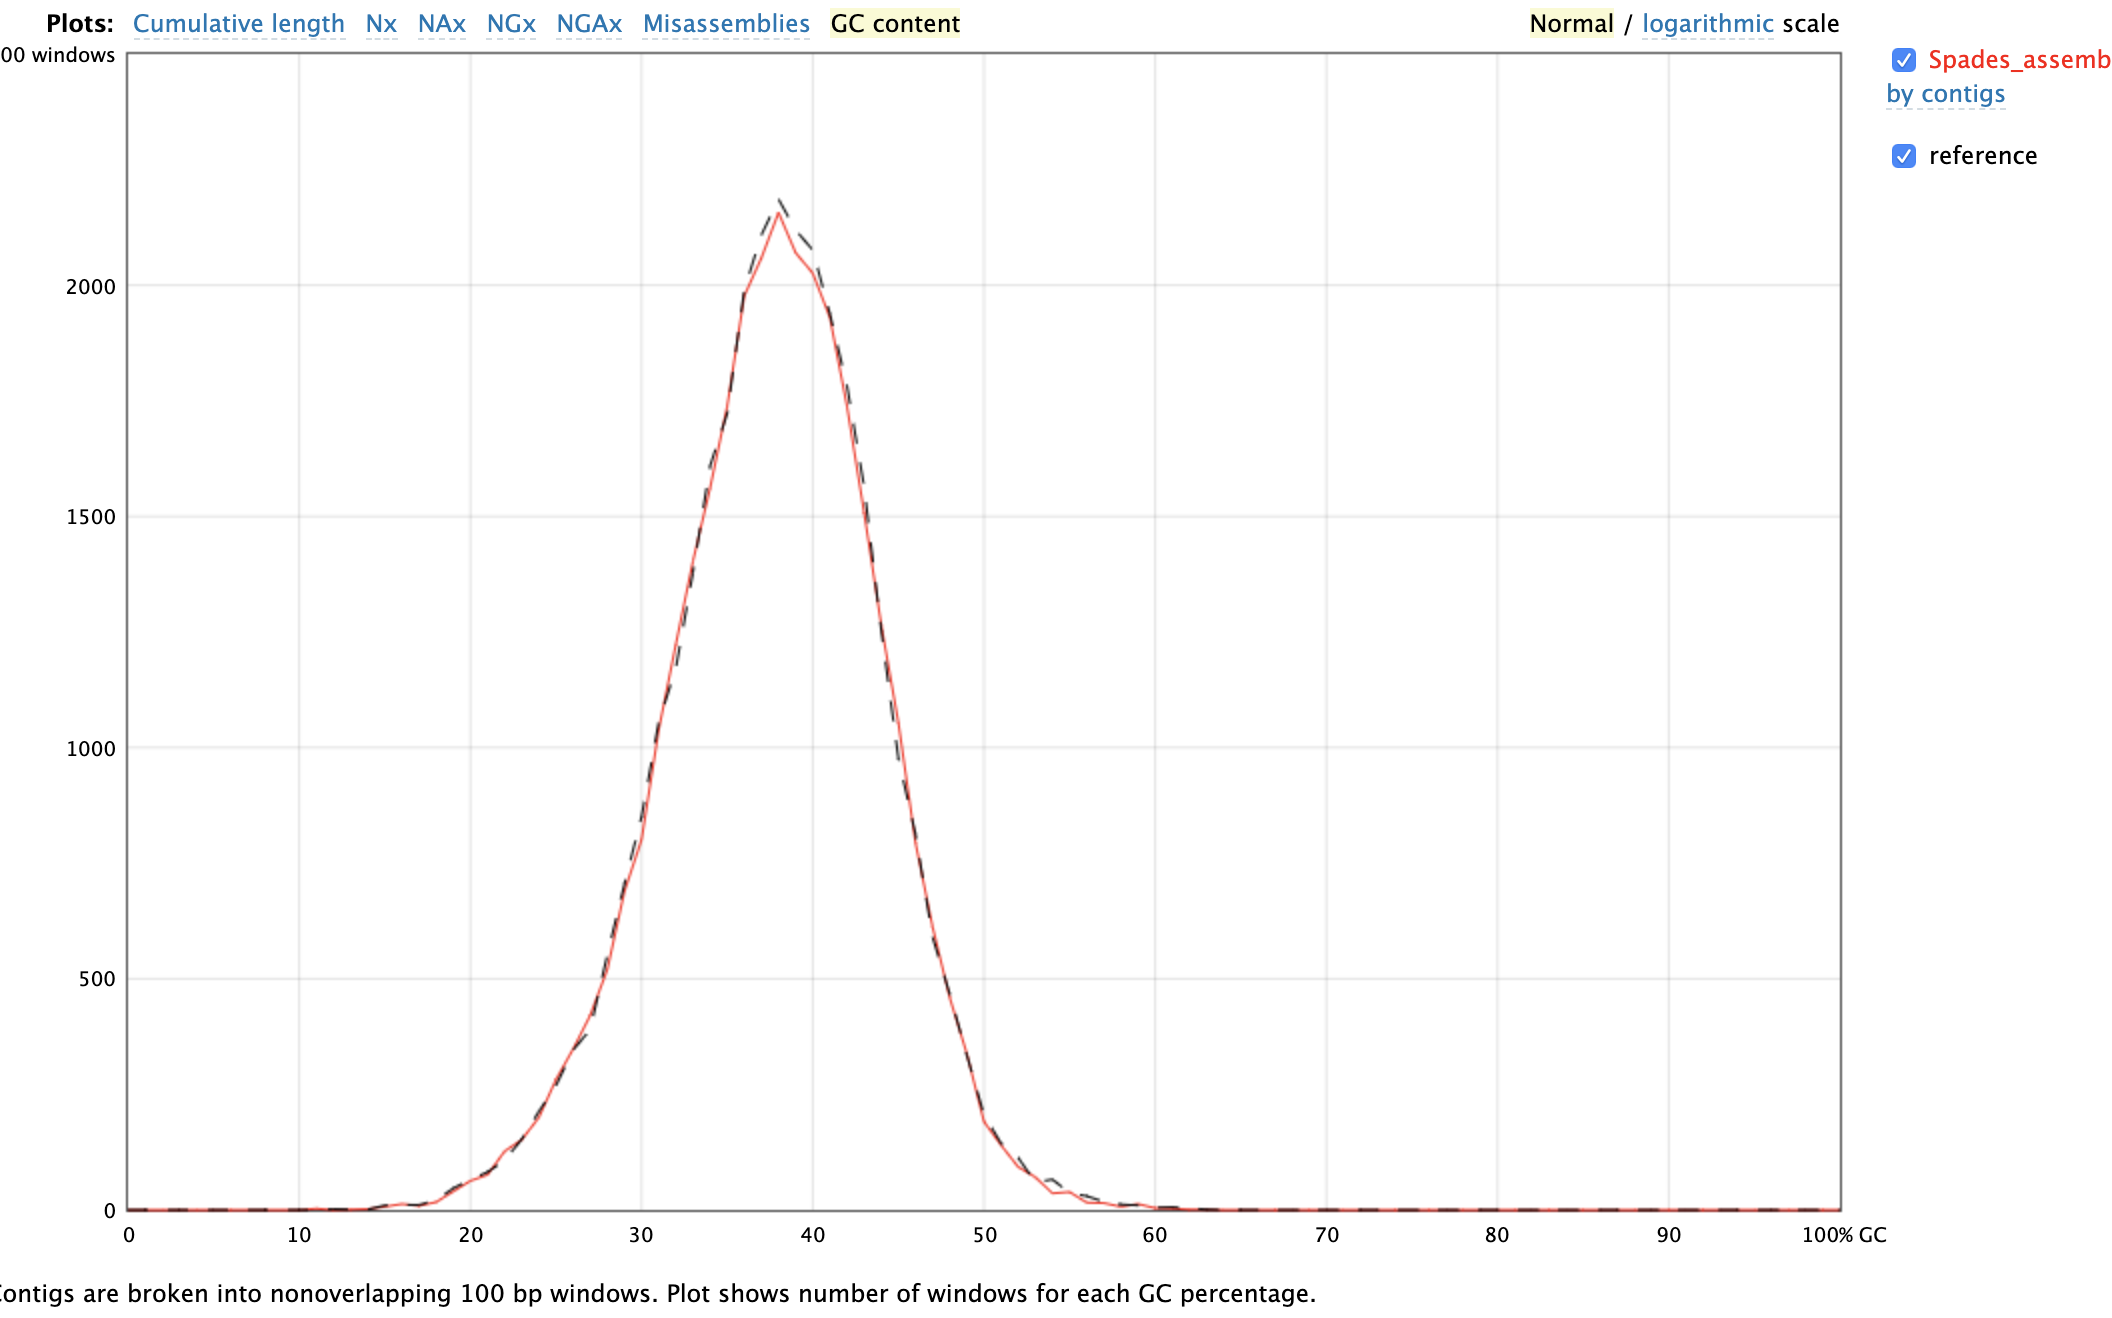 Plots: Cumulative length Nx NAx NGx NGAx Misassemblies GC content Normal / logarithmic scale
00 windows
Spades_assemb
by contigs
reference
2000
1500
1000
500
0
0 10 20 30 40 50 60 70 80 90 100% GC
Contigs are broken into nonoverlapping 100 bp windows. Plot shows number of windows for each GC percentage.